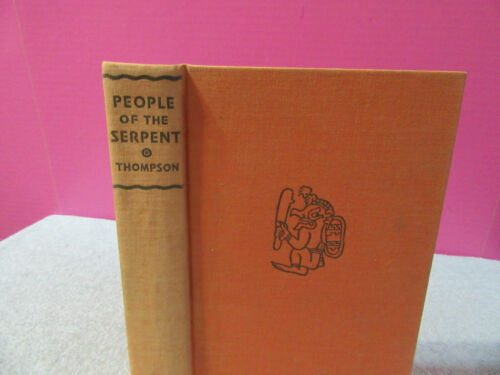 PEOPLE
OF THE
SERPENT
THOMPSON